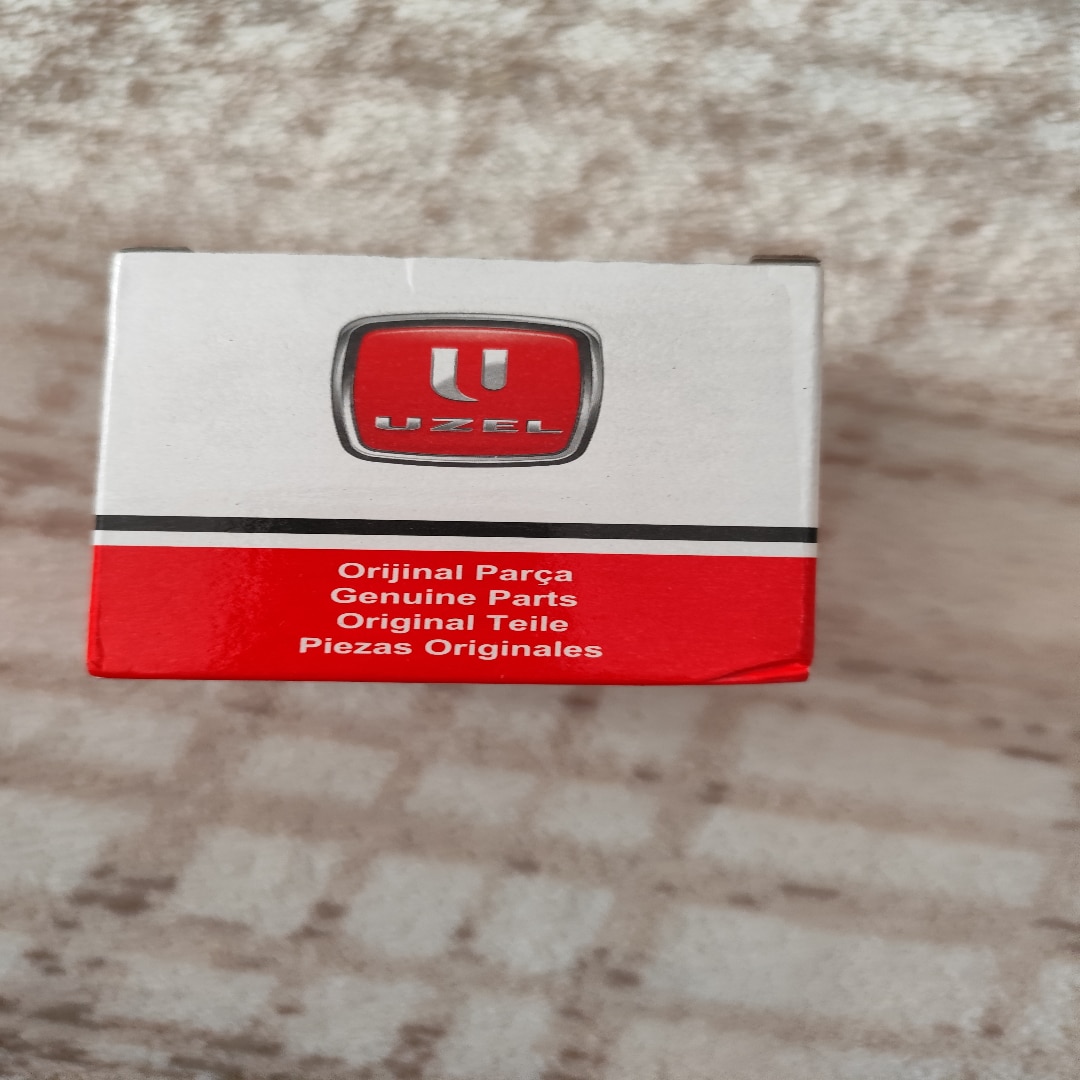 UZEL
Orijinal Parça
Genuine Parts
Original Teile
Piezas Originales